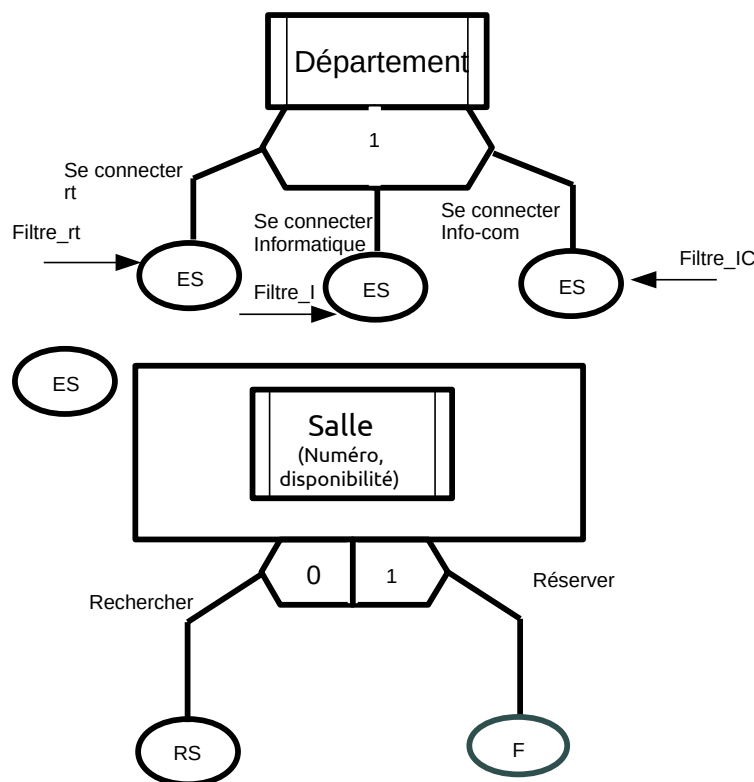 Département
1
Se connecter
rt
Se connecter
Informatique
Se connecter
Info-com
Filtre_rt
Filtre_I
Filtre_IC
ES
ES
ES
ES
Salle
(Numéro,
disponibilité)
0
1
Rechercher
Réserver
RS
F